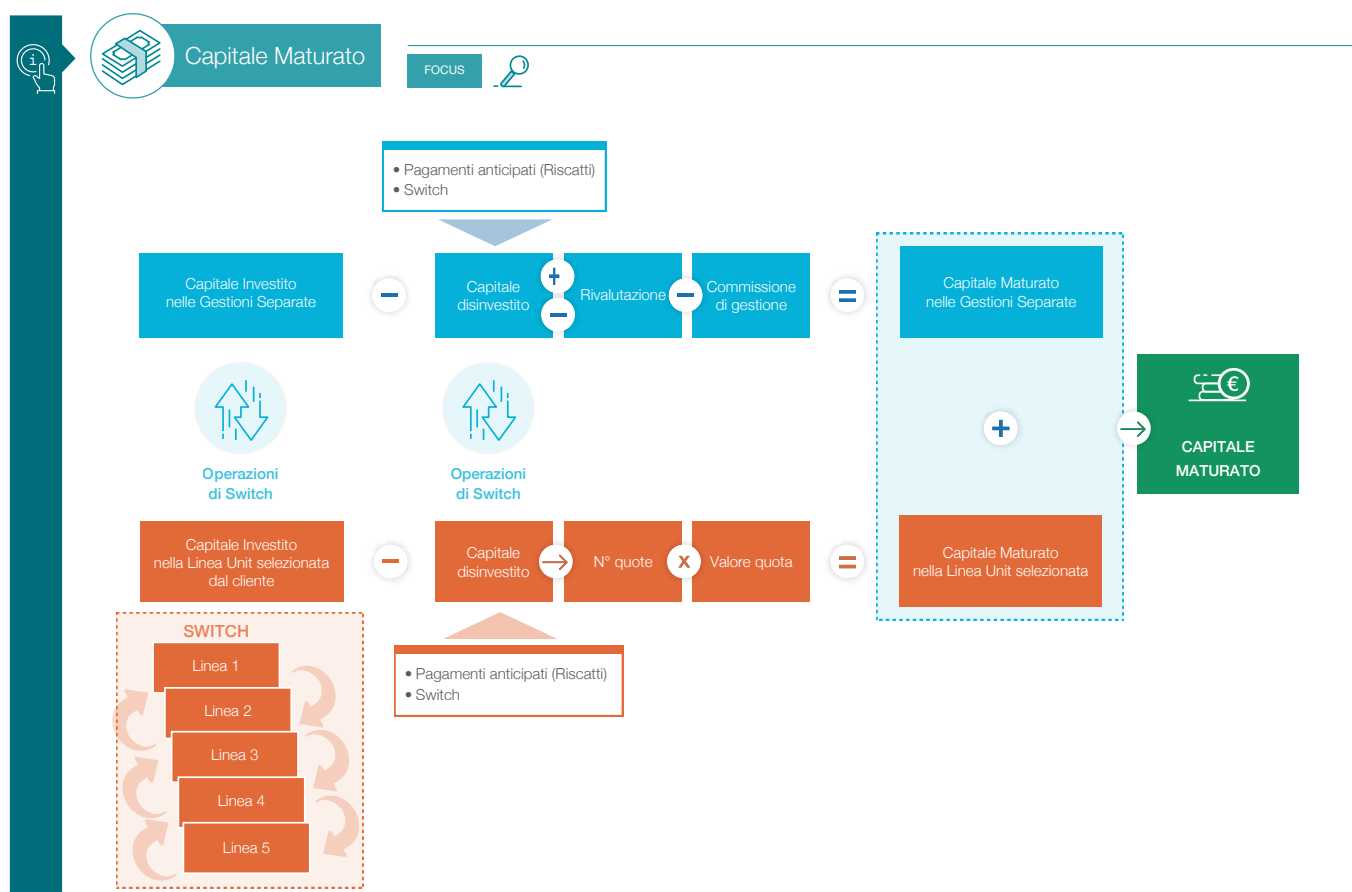 i
Capitale Maturato
FOCUS
• Pagamenti anticipati (Riscatti)
• Switch
Capitale Investito
nelle Gestioni Separate
−
Capitale
disinvestito
+
−
Rivalutazione
−
Commissione
di gestione
=
Capitale Maturato
nelle Gestioni Separate
Operazioni
di Switch
Operazioni
di Switch
+
€
CAPITALE
MATURATO
Capitale Investito
nella Linea Unit selezionata
dal cliente
−
Capitale
disinvestito
→
N° quote
x
Valore quota
=
Capitale Maturato
nella Linea Unit selezionata
SWITCH
Linea 1
Linea 2
Linea 3
Linea 4
Linea 5
• Pagamenti anticipati (Riscatti)
• Switch